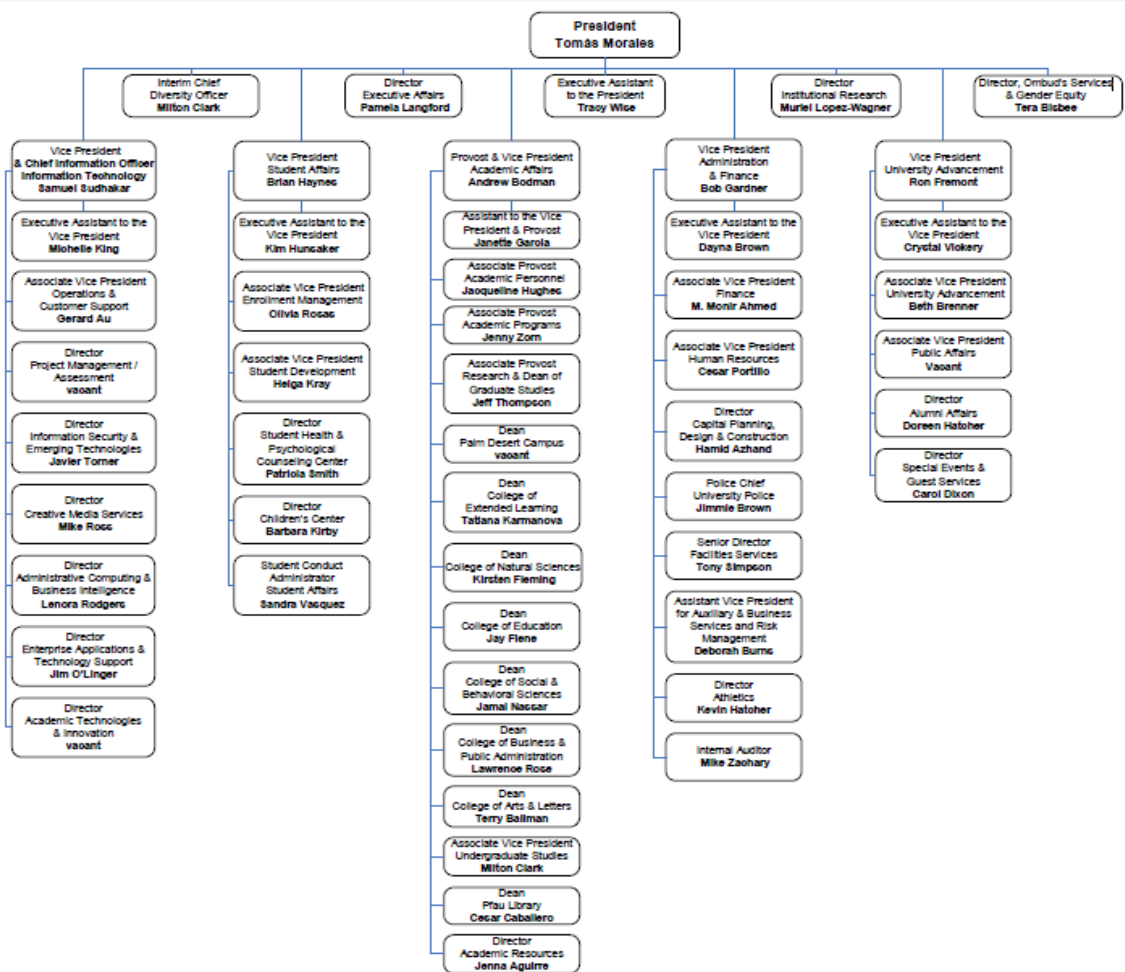 President
Tomás Morales
Interim Chief
Diversity Officer
Milton Clark
Director
Executive Affairs
Pamela Langford
Executive Assistant
to the President
Tracy Wise
Director
Institutional Research
Muriel Lopez-Wagner
Director, Ombud's Services
& Gender Equity
Tera Bisbee
Vice President
& Chief Information Officer
Information Technology
Samuel Sudhakar
Executive Assistant to the
Vice President
Michelle King
Associate Vice President
Operations &
Customer Support
Gerard Au
Director
Project Management /
Assessment
vacant
Director
Information Security &
Emerging Technologies
Javier Torner
Director
Creative Media Services
Mike Ross
Director
Administrative Computing &
Business Intelligence
Lenora Rodgers
Director
Enterprise Applications &
Technology Support
Jim O'Linger
Director
Academic Technologies
& Innovation
vacant
Vice President
Student Affairs
Brian Haynes
Executive Assistant to the
Vice President
Kim Hunsaker
Associate Vice President
Enrollment Management
Olivia Rosas
Associate Vice President
Student Development
Helga Kray
Director
Student Health &
Psychological
Counseling Center
Patricia Smith
Director
Children's Center
Barbara Kirby
Student Conduct
Administrator
Student Affairs
Sandra Vasquez
Provost & Vice President
Academic Affairs
Andrew Bodman
Assistant to the Vice
President & Provost
Janette Garcia
Associate Provost
Academic Personnel
Jacqueline Hughes
Associate Provost
Academic Programs
Jenny Zorn
Associate Provost
Research & Dean of
Graduate Studies
Jeff Thompson
Dean
Palm Desert Campus
vacant
Dean
College of
Extended Learning
Tatiana Karmanova
Dean
College of Natural Sciences
Kirsten Fleming
Dean
College of Education
Jay Fiene
Dean
College of Social &
Behavioral Sciences
Jamal Nassar
Dean
College of Business &
Public Administration
Lawrence Rose
Dean
College of Arts & Letters
Terry Ballman
Associate Vice President
Undergraduate Studies
Milton Clark
Dean
Pfau Library
Cesar Caballero
Director
Academic Resources
Jenna Aguirre
Vice President
Administration
& Finance
Bob Gardner
Executive Assistant to the
Vice President
Dayna Brown
Associate Vice President
Finance
M. Monir Ahmed
Associate Vice President
Human Resources
Cesar Portillo
Director
Capital Planning,
Design & Construction
Hamid Azhand
Police Chief
University Police
Jimmie Brown
Senior Director
Facilities Services
Tony Simpson
Assistant Vice President
for Auxiliary & Business
Services and Risk
Management
Deborah Burns
Director
Athletics
Kevin Hatcher
Internal Auditor
Mike Zachary
Vice President
University Advancement
Ron Fremont
Executive Assistant to the
Vice President
Crystal Vickery
Associate Vice President
University Advancement
Beth Brenner
Associate Vice President
Public Affairs
Vacant
Director
Alumni Affairs
Doreen Hatcher
Director
Special Events &
Guest Services
Carol Dixon